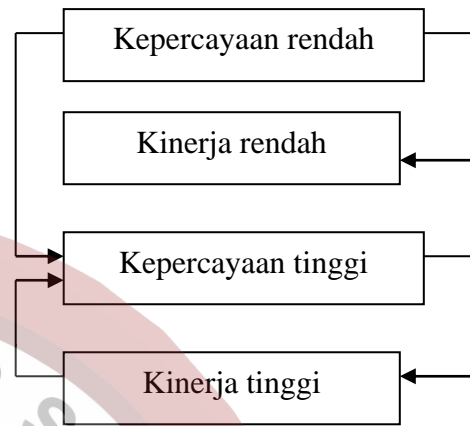 Kepercayaan rendah
Kinerja rendah
Kepercayaan tinggi
Kinerja tinggi